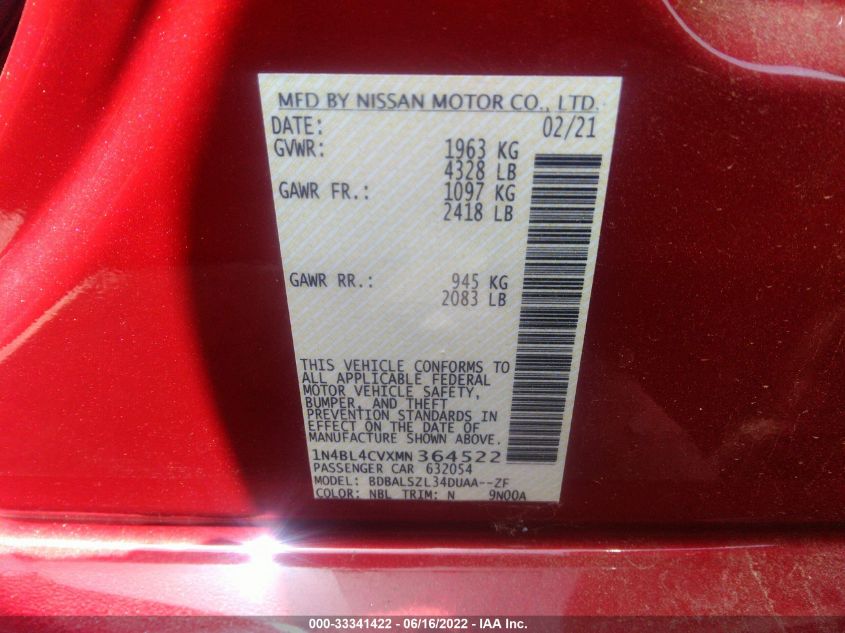 MFD BY NISSAN MOTOR CO., LTD.
DATE: 02/21
GVWR: 1963 KG
4328 LB
GAWR FR.: 1097 KG
2418 LB
GAWR RR.: 945 KG
2083 LB
THIS VEHICLE CONFORMS TO
ALL APPLICABLE FEDERAL
MOTOR VEHICLE SAFETY,
BUMPER, AND THEFT
PREVENTION STANDARDS IN
EFFECT ON THE DATE OF
MANUFACTURE SHOWN ABOVE.
1N4BL4CVXMN364522
PASSENGER CAR 632054
MODEL: BDBALSZL34DUAA--ZF
COLOR: NBL TRIM: N 9N00A
000-33341422 - 06/16/2022 - IAA Inc.